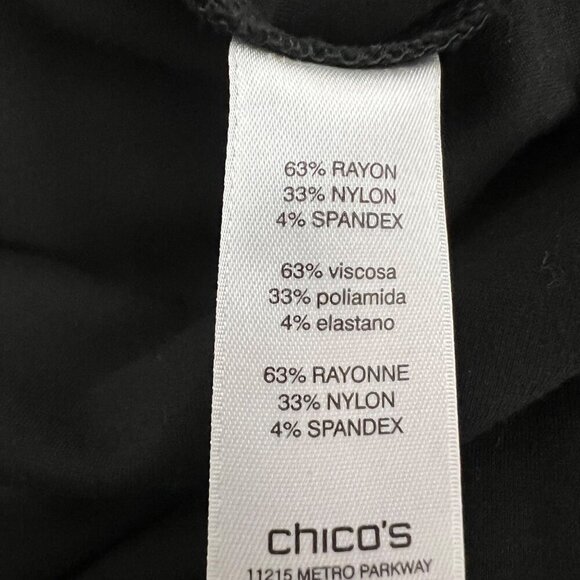 63% RAYON
33% NYLON
4% SPANDEX
63% viscosa
33% poliamida
4% elastano
63% RAYONNE
33% NYLON
4% SPANDEX
chico's
11215 METRO PARKWAY